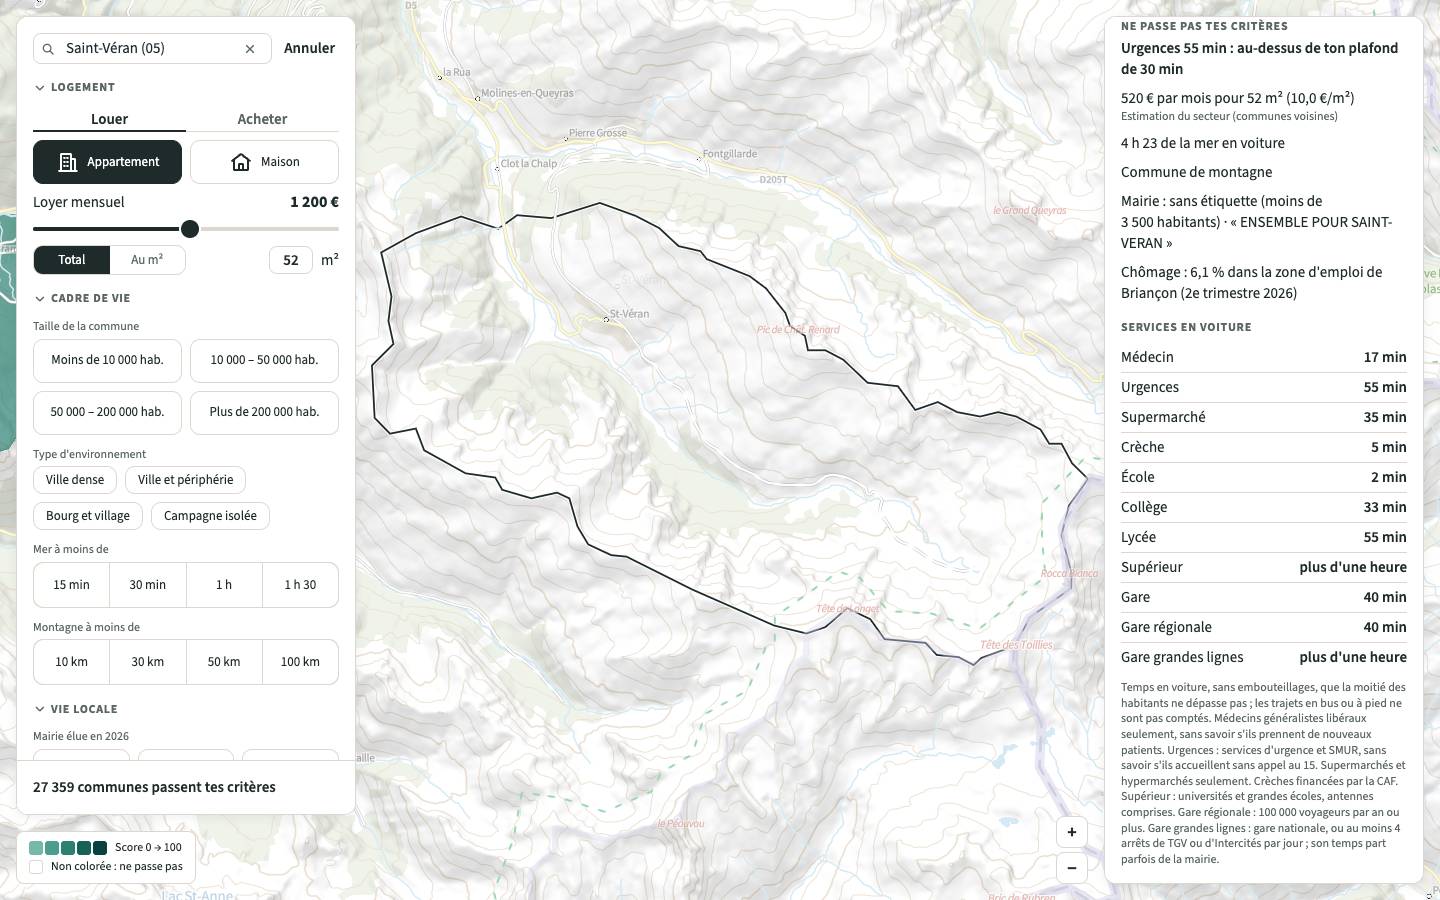 Saint-Véran (05)
Annuler
LOGEMENT
Louer
Acheter
Appartement
Maison
Loyer mensuel
1 200 €
Total
Au m²
52 m²
CADRE DE VIE
Taille de la commune
Moins de 10 000 hab.
10 000 – 50 000 hab.
50 000 – 200 000 hab.
Plus de 200 000 hab.
Type d'environnement
Ville dense
Ville et périphérie
Bourg et village
Campagne isolée
Mer à moins de
15 min
30 min
1 h
1 h 30
Montagne à moins de
10 km
30 km
50 km
100 km
VIE LOCALE
Mairie élue en 2026
27 359 communes passent tes critères
Score 0 → 100
Non colorée : ne passe pas
D5
la Rua
Molines-en-Queyras
Pierre Grosse
Fontgillarde
Clot la Chalp
D205T
le Grand Queyras
St-Véran
Pic de Chât. Renard
Rocca Bianca
Tête de Longet
Tête des Toillies
le Péouvou
Lac St-Anne
Bric de Rubren
+
−
NE PASSE PAS TES CRITÈRES
Urgences 55 min : au-dessus de ton plafond
de 30 min
520 € par mois pour 52 m² (10,0 €/m²)
Estimation du secteur (communes voisines)
4 h 23 de la mer en voiture
Commune de montagne
Mairie : sans étiquette (moins de
3 500 habitants) · « ENSEMBLE POUR SAINT-
VERAN »
Chômage : 6,1 % dans la zone d'emploi de
Briançon (2e trimestre 2026)
SERVICES EN VOITURE
Médecin 17 min
Urgences 55 min
Supermarché 35 min
Crèche 5 min
École 2 min
Collège 33 min
Lycée 55 min
Supérieur plus d'une heure
Gare 40 min
Gare régionale 40 min
Gare grandes lignes plus d'une heure
Temps en voiture, sans embouteillages, que la moitié des
habitants ne dépasse pas ; les trajets en bus ou à pied ne
sont pas comptés. Médecins généralistes libéraux
seulement, sans savoir s'ils prennent de nouveaux
patients. Urgences : services d'urgence et SMUR, sans
savoir s'ils accueillent sans appel au 15. Supermarchés et
hypermarchés seulement. Crèches financées par la CAF.
Supérieur : universités et grandes écoles, antennes
comprises. Gare régionale : 100 000 voyageurs par an ou
plus. Gare grandes lignes : gare nationale, ou au moins 4
arrêts de TGV ou d'Intercités par jour ; son temps part
parfois de la mairie.